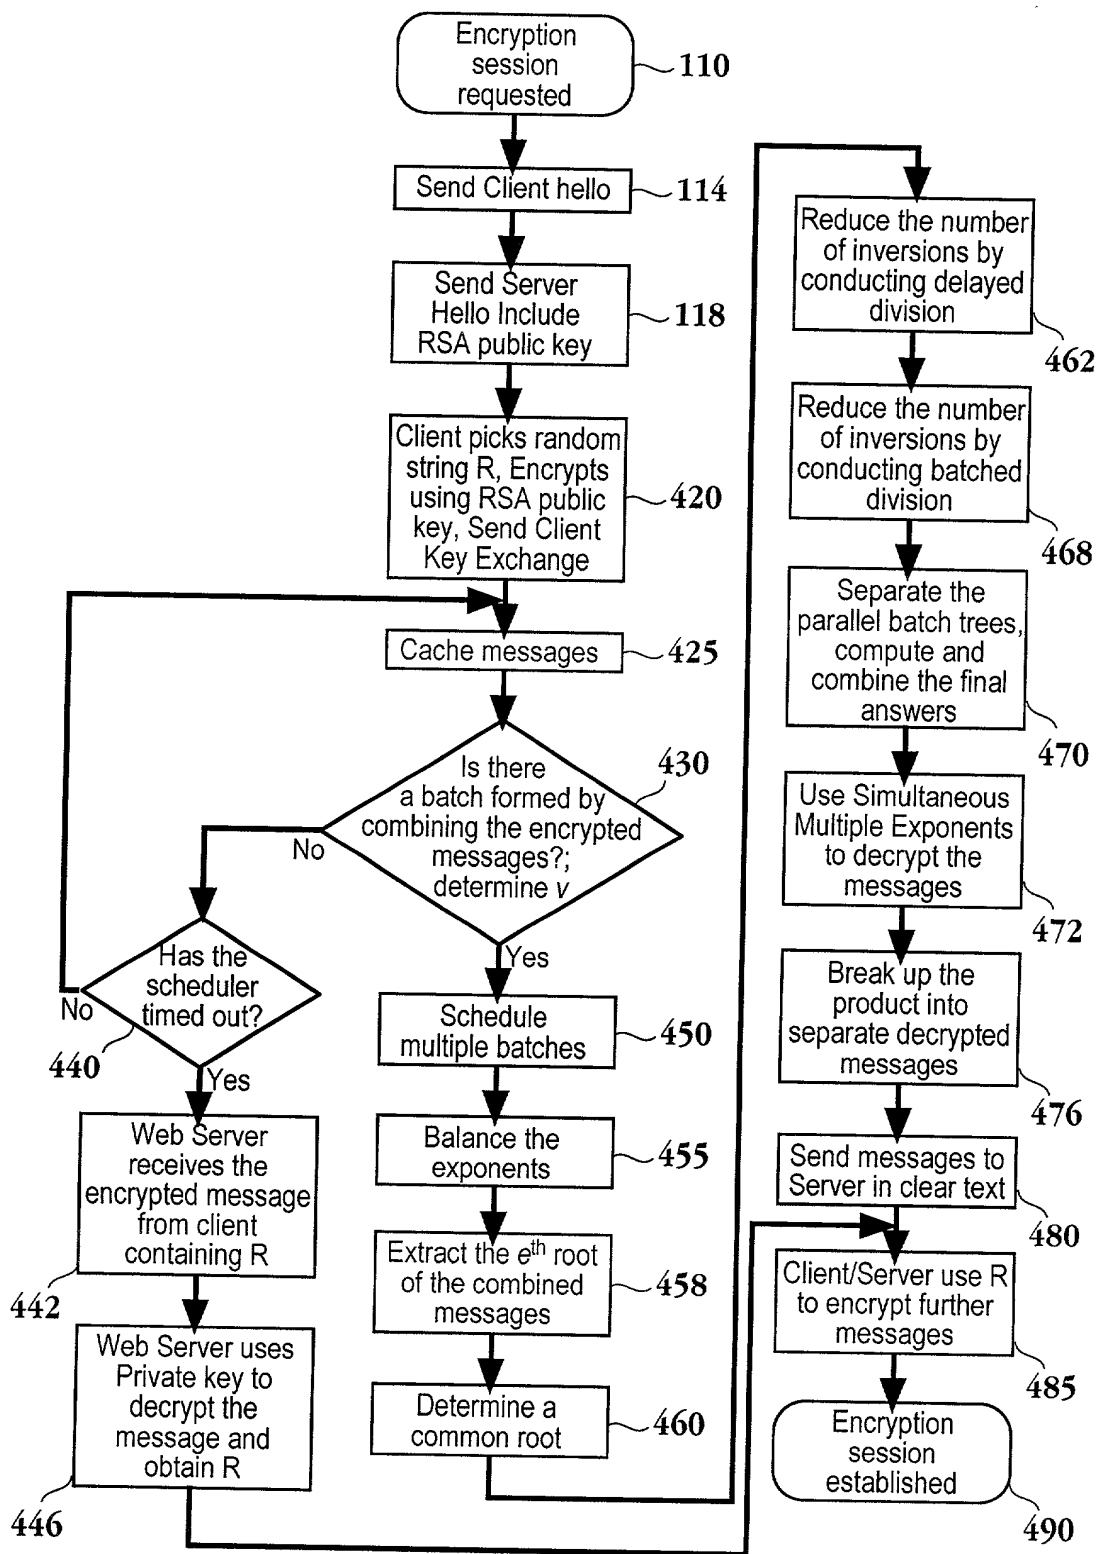 Encryption
session
requested
110
Send Client hello
114
Send Server
Hello Include
RSA public key
118
Client picks random
string R, Encrypts
using RSA public
key, Send Client
Key Exchange
420
Cache messages
425
Is there
a batch formed by
combining the encrypted
messages?;
determine v
430
No
Yes
Has the
scheduler
timed out?
440
No
Yes
Web Server
receives the
encrypted message
from client
containing R
442
Web Server uses
Private key to
decrypt the
message and
obtain R
446
Schedule
multiple batches
450
Balance the
exponents
455
Extract the eth root
of the combined
messages
458
Determine a
common root
460
Reduce the number
of inversions by
conducting delayed
division
462
Reduce the number
of inversions by
conducting batched
division
468
Separate the
parallel batch trees,
compute and
combine the final
answers
470
Use Simultaneous
Multiple Exponents
to decrypt the
messages
472
Break up the
product into
separate decrypted
messages
476
Send messages to
Server in clear text
480
Client/Server use R
to encrypt further
messages
485
Encryption
session
established
490